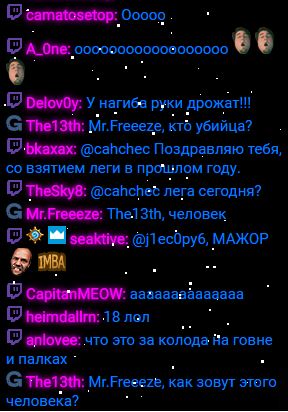 camatosetop: Ooooo
A_0ne: oooooooooooooooooo
Delov0y: У нагиба руки дрожат!!!
The13th: Mr.Freeeze, кто убийца?
bkaxax: @cahchec Поздравляю тебя,
со взятием леги в прошлом году.
TheSky8: @cahchec лега сегодня?
Mr.Freeeze: The13th, человек
seaktive: @j1ec0py6, МАЖОР
IMBA
CapitanMEOW: аааааааааааааа
heimdallrn: 18 лол
anlovee: что это за колода на говне
и палках
The13th: Mr.Freeeze, как зовут этого
человека?